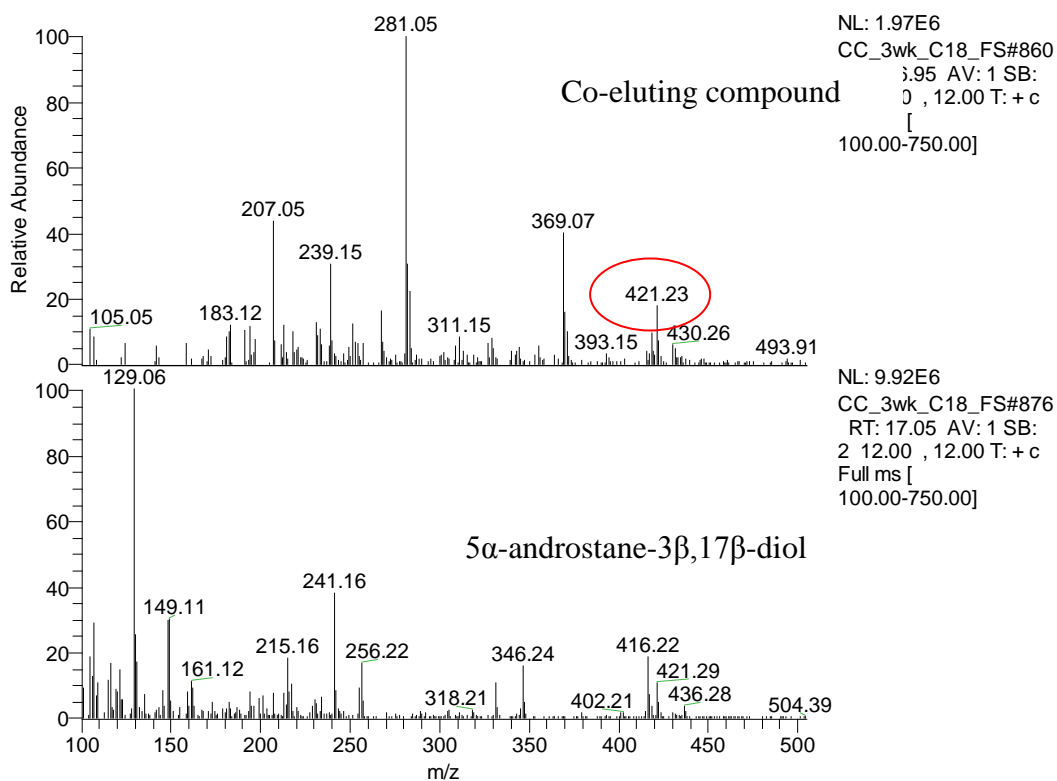 NL: 1.97E6
CC_3wk_C18_FS#860
.95 AV: 1 SB:
, 12.00 T: + c
[
100.00-750.00]
Co-eluting compound
281.05
207.05
369.07
239.15
421.23
105.05
183.12
311.15
393.15
430.26
493.91
100
80
60
40
20
0
Relative Abundance
NL: 9.92E6
CC_3wk_C18_FS#876
RT: 17.05 AV: 1 SB:
2 12.00 , 12.00 T: + c
Full ms [
100.00-750.00]
5α-androstane-3β,17β-diol
129.06
241.16
149.11
215.16
256.22
161.12
346.24
416.22
421.29
318.21
402.21
436.28
504.39
100
80
60
40
20
0
100 150 200 250 300 350 400 450 500
m/z